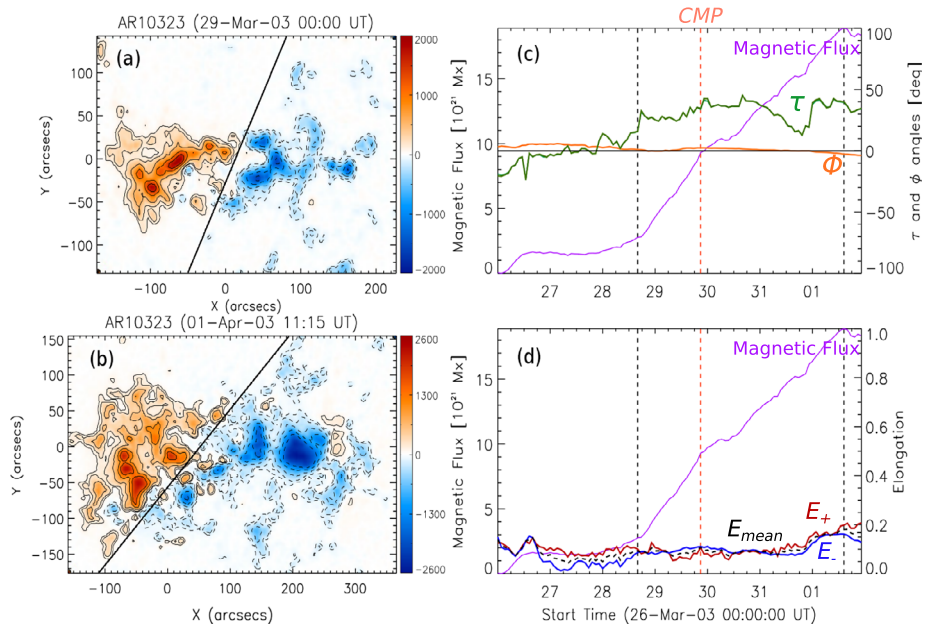 AR10323 (29-Mar-03 00:00 UT)
(a)
Y (arcsecs)
100
50
0
−50
−100
−100
0
100
200
X (arcsecs)
2000
1000
0
−1000
−2000
AR10323 (01-Apr-03 11:15 UT)
(b)
Y (arcsecs)
150
100
50
0
−50
−100
−150
−100
0
100
200
300
X (arcsecs)
2600
1300
0
−1300
−2600
CMP
(c)
Magnetic Flux
τ
Φ
Magnetic Flux [10²¹ Mx]
15
10
5
0
100
50
0
−50
−100
τ and ϕ angles [deg]
27
28
29
30
31
01
(d)
Magnetic Flux
E₊
Eₘₑₐₙ
E₋
Magnetic Flux [10²¹ Mx]
15
10
5
0
1.0
0.8
0.6
0.4
0.2
0.0
Elongation
27
28
29
30
31
01
Start Time (26-Mar-03 00:00:00 UT)